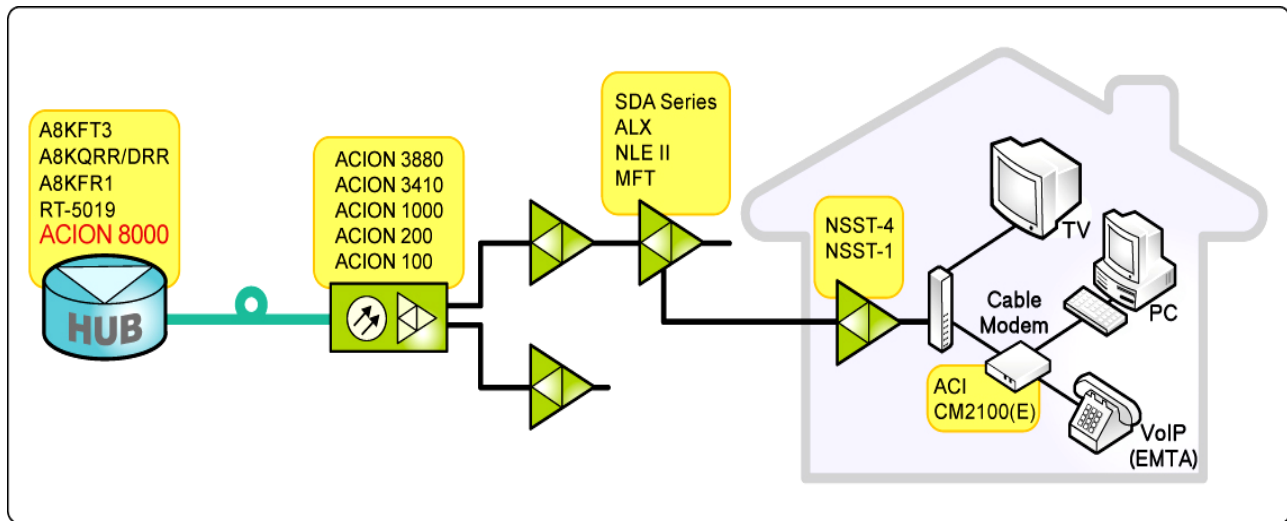 A8KFT3
A8KQRR/DRR
A8KFR1
RT-5019
ACION 8000
HUB
ACION 3880
ACION 3410
ACION 1000
ACION 200
ACION 100
SDA Series
ALX
NLE II
MFT
NSST-4
NSST-1
TV
PC
Cable
Modem
ACI
CM2100(E)
VoIP
(EMTA)